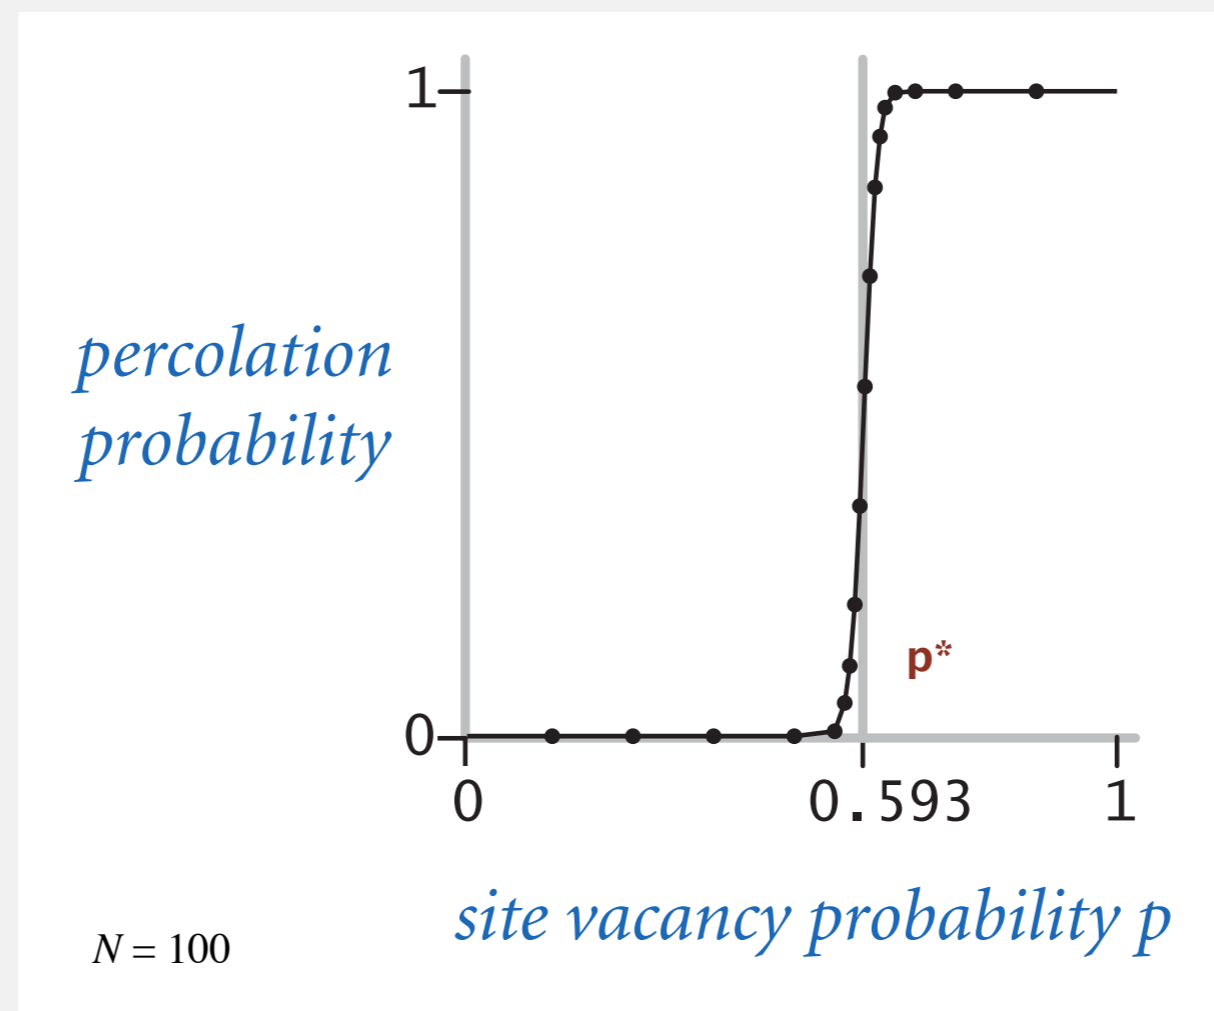 1
percolation
probability
p*
0
0 0.593 1
site vacancy probability p
N = 100